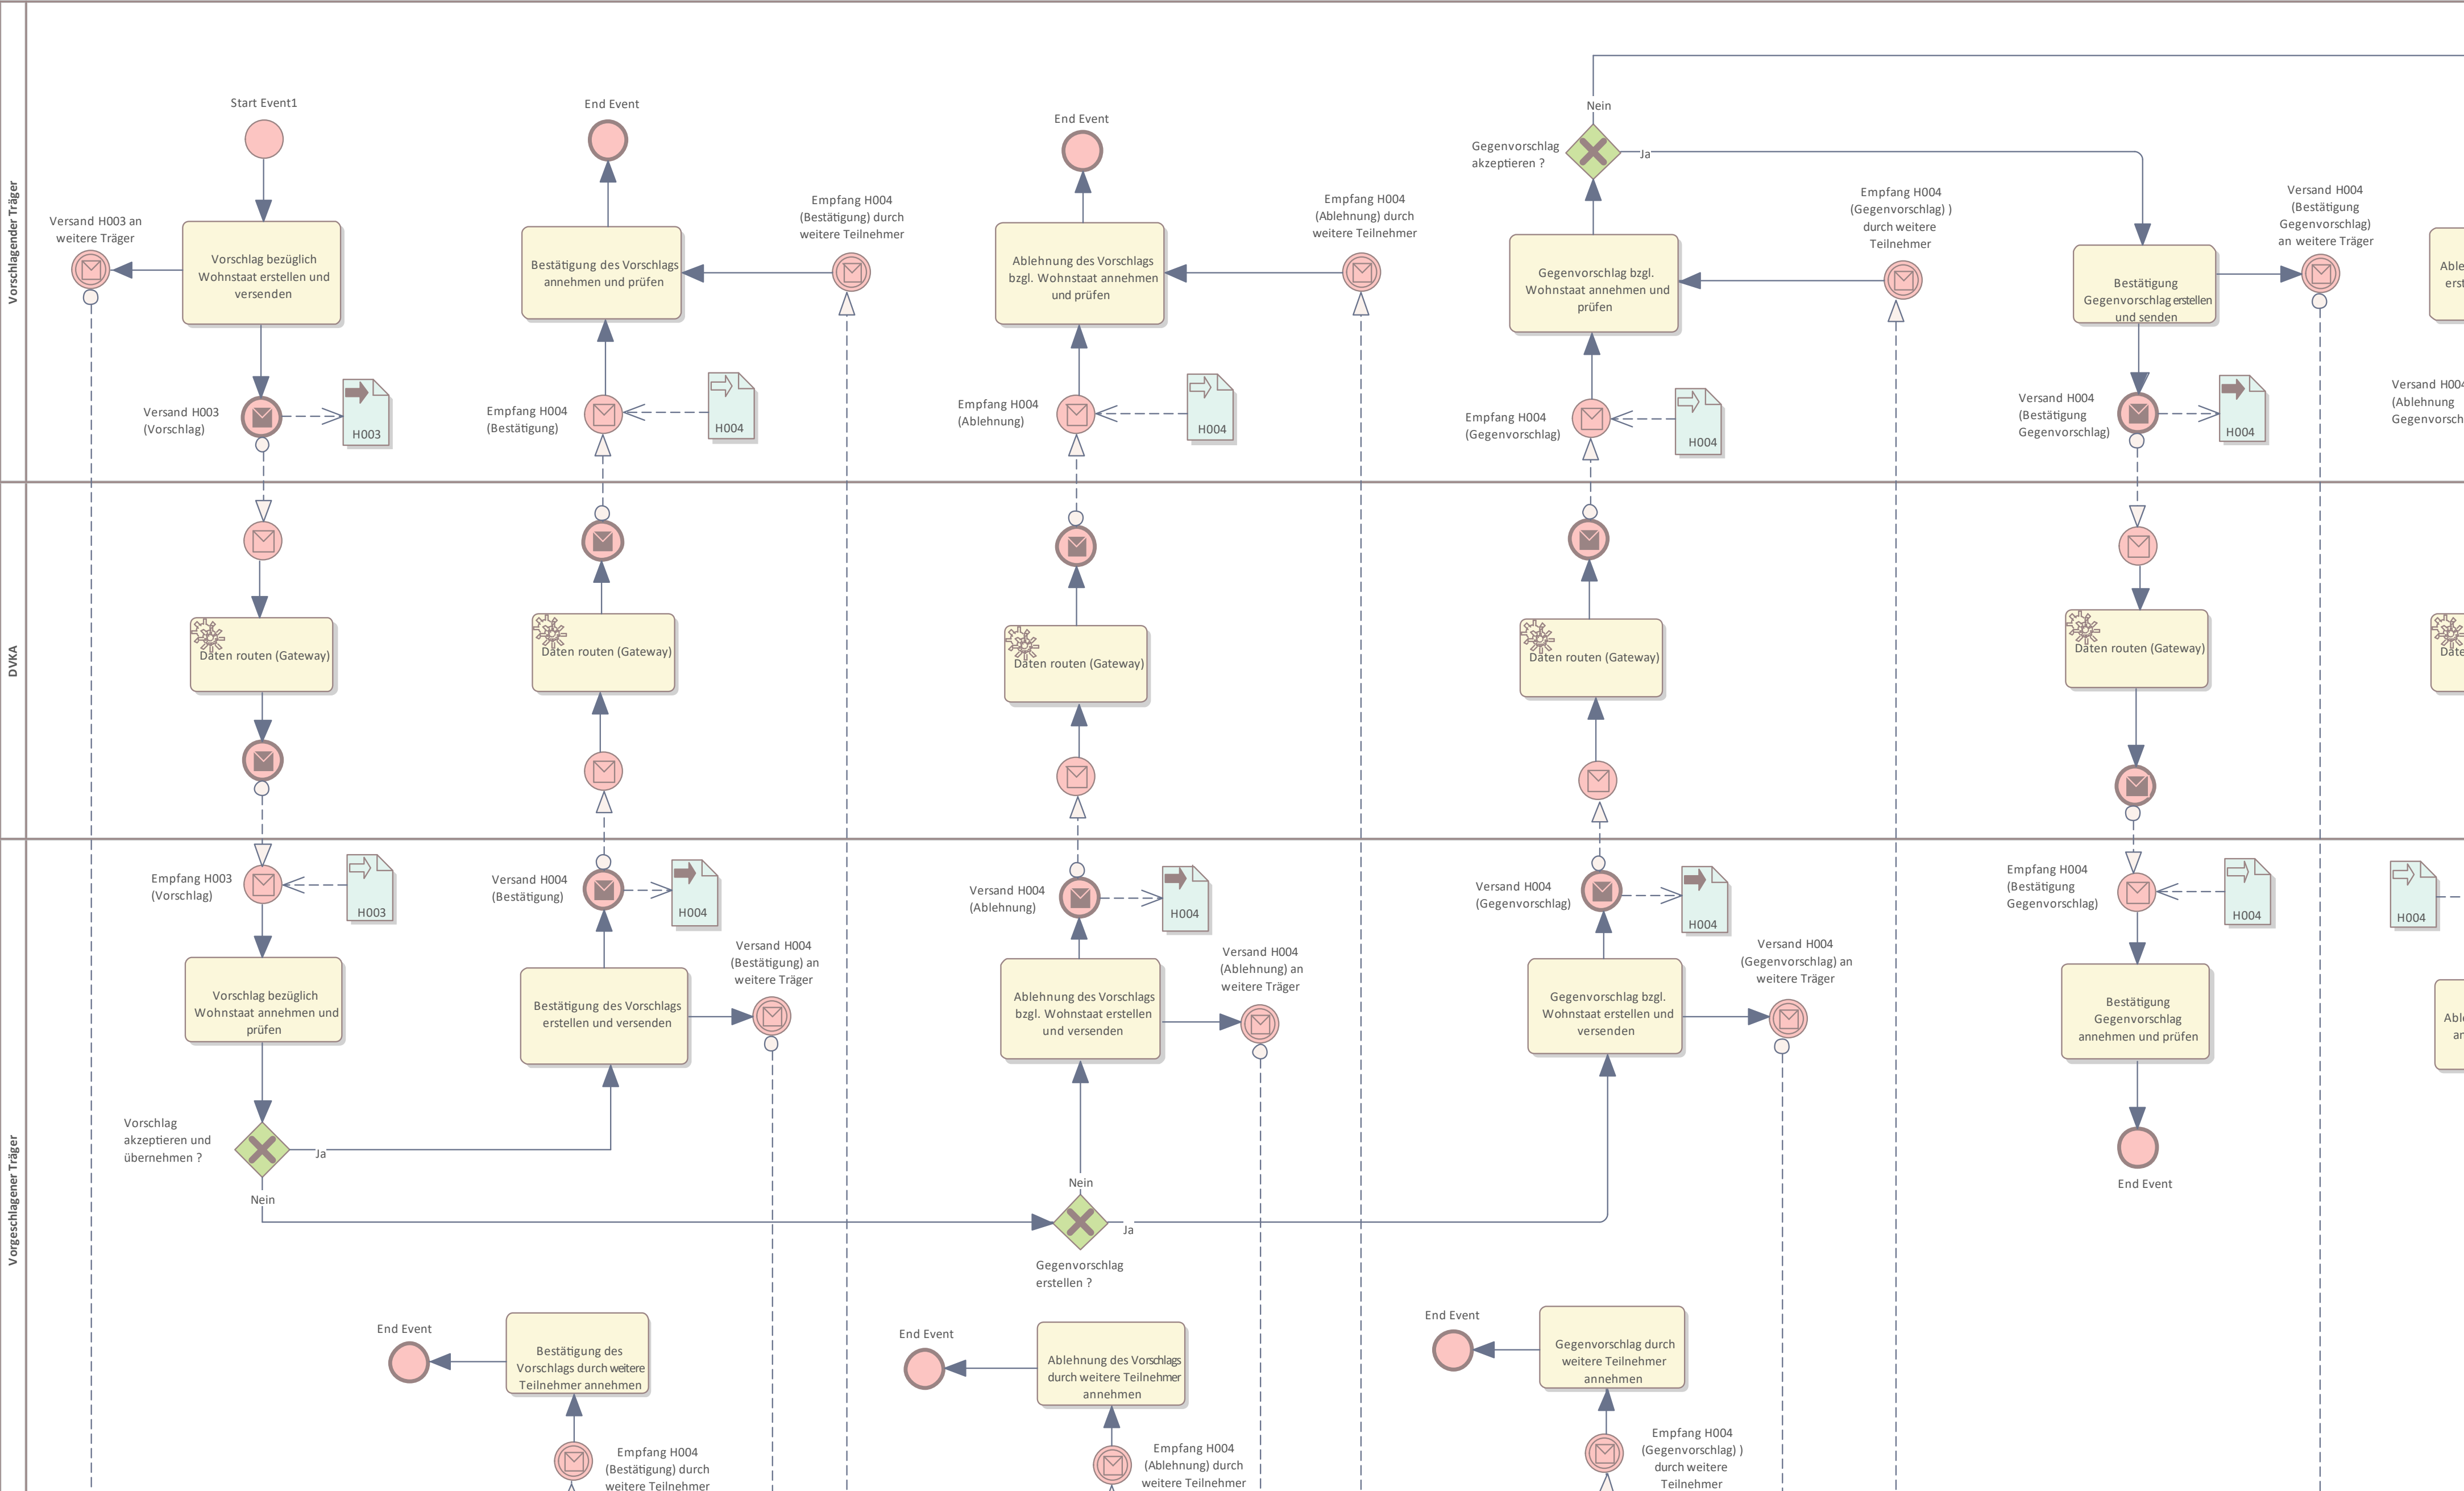 Vorschlagender Träger
Start Event1
Versand H003 an
weitere Träger
Vorschlag bezüglich
Wohnstaat erstellen und
versenden
Versand H003
(Vorschlag)
H003
End Event
Bestätigung des Vorschlags
annehmen und prüfen
Empfang H004
(Bestätigung) durch
weitere Teilnehmer
Empfang H004
(Bestätigung)
H004
End Event
Ablehnung des Vorschlags
bzgl. Wohnstaat annehmen
und prüfen
Empfang H004
(Ablehnung) durch
weitere Teilnehmer
Empfang H004
(Ablehnung)
H004
Nein
Gegenvorschlag
akzeptieren ?
Ja
Gegenvorschlag bzgl.
Wohnstaat annehmen und
prüfen
Empfang H004
(Gegenvorschlag) )
durch weitere
Teilnehmer
Empfang H004
(Gegenvorschlag)
H004
Bestätigung
Gegenvorschlag erstellen
und senden
Versand H004
(Bestätigung
Gegenvorschlag)
an weitere Träger
Versand H004
(Bestätigung
Gegenvorschlag)
H004
Able
erst
Versand H004
(Ablehnung
Gegenvorsch
DVKA
Daten routen (Gateway)
Daten routen (Gateway)
Daten routen (Gateway)
Daten routen (Gateway)
Daten routen (Gateway)
Date
Vorgeschlagener Träger
Empfang H003
(Vorschlag)
H003
Vorschlag bezüglich
Wohnstaat annehmen und
prüfen
Vorschlag
akzeptieren und
übernehmen ?
Ja
Nein
Versand H004
(Bestätigung)
H004
Bestätigung des Vorschlags
erstellen und versenden
Versand H004
(Bestätigung) an
weitere Träger
Versand H004
(Ablehnung)
H004
Ablehnung des Vorschlags
bzgl. Wohnstaat erstellen
und versenden
Versand H004
(Ablehnung) an
weitere Träger
Nein
Ja
Gegenvorschlag
erstellen ?
Versand H004
(Gegenvorschlag)
H004
Gegenvorschlag bzgl.
Wohnstaat erstellen und
versenden
Versand H004
(Gegenvorschlag) an
weitere Träger
Empfang H004
(Bestätigung
Gegenvorschlag)
H004
Bestätigung
Gegenvorschlag
annehmen und prüfen
End Event
H004
Abl
an
End Event
Bestätigung des
Vorschlags durch weitere
Teilnehmer annehmen
Empfang H004
(Bestätigung) durch
weitere Teilnehmer
End Event
Ablehnung des Vorschlags
durch weitere Teilnehmer
annehmen
Empfang H004
(Ablehnung) durch
weitere Teilnehmer
End Event
Gegenvorschlag durch
weitere Teilnehmer
annehmen
Empfang H004
(Gegenvorschlag) )
durch weitere
Teilnehmer